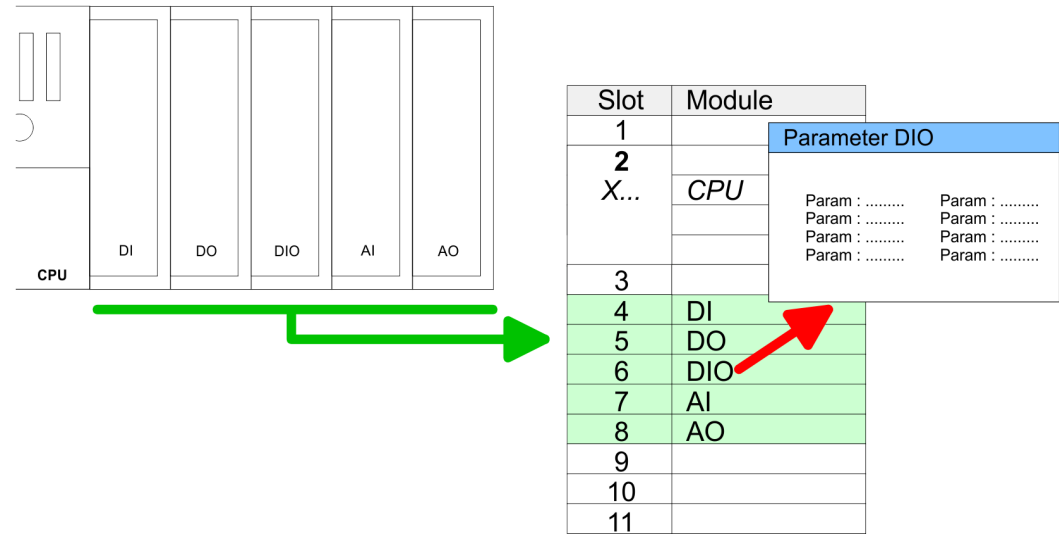 CPU
DI
DO
DIO
AI
AO
Slot Module
1
2
X... CPU
3
4 DI
5 DO
6 DIO
7 AI
8 AO
9
10
11
Parameter DIO
Param : ......... Param : .........
Param : ......... Param : .........
Param : ......... Param : .........
Param : ......... Param : .........